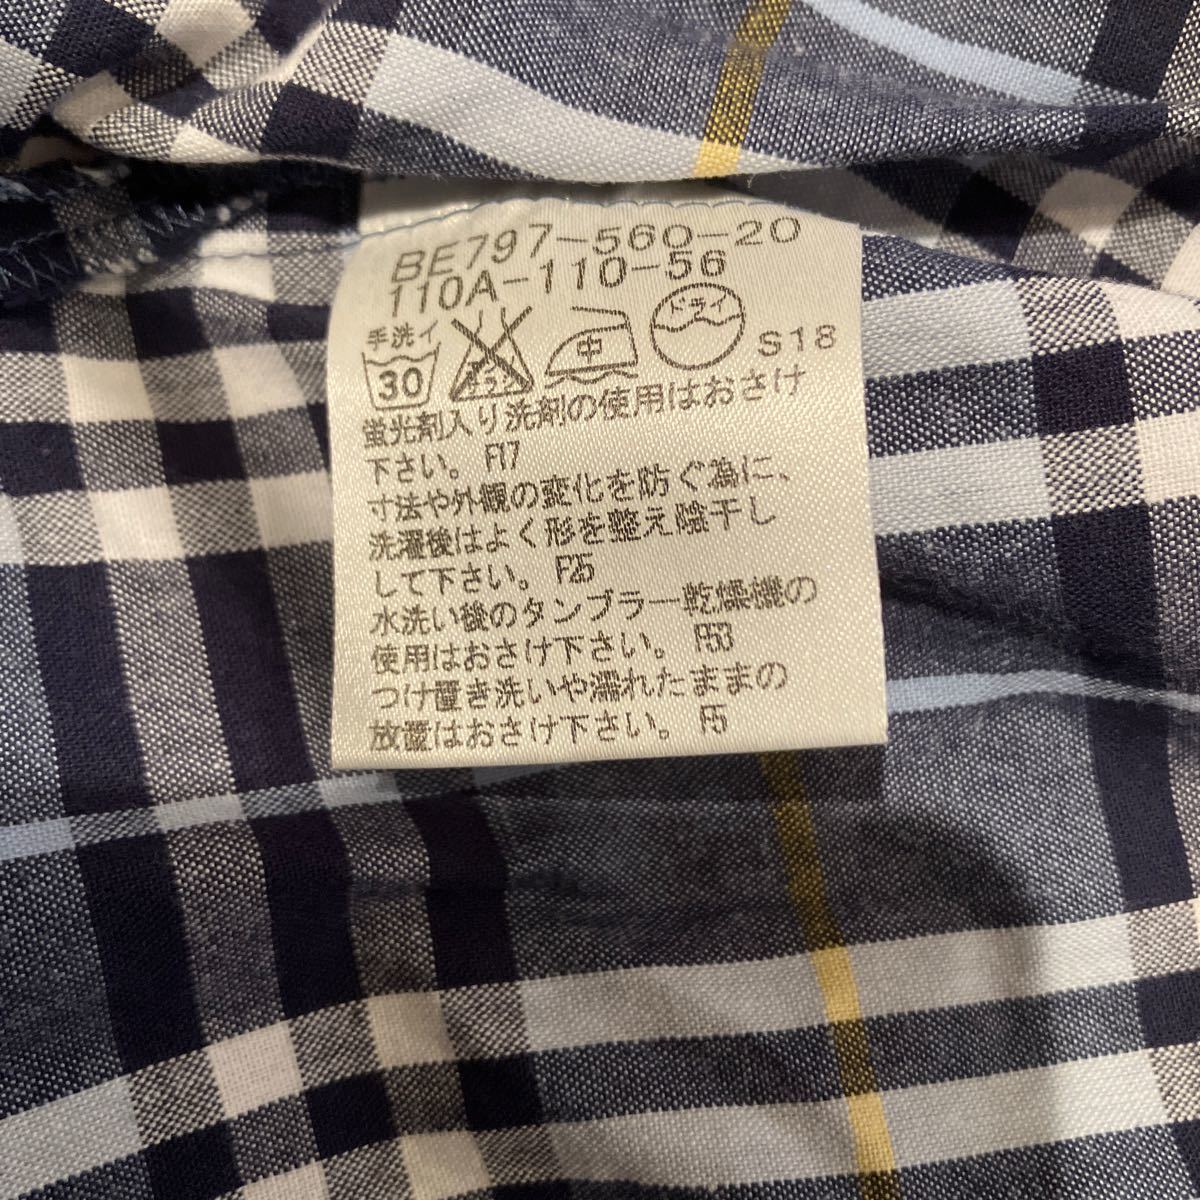 BE797-560-20
110A-110-56
手洗イ
30
エンソ
中
ドライ
S18
蛍光剤入り洗剤の使用はおさけ
下さい。 F17
寸法や外観の変化を防ぐ為に、
洗濯後はよく形を整え陰干し
して下さい。 F25
水洗い後のタンブラー乾燥機の
使用はおさけ下さい。 F53
つけ置き洗いや濡れたままの
放置はおさけ下さい。 F5